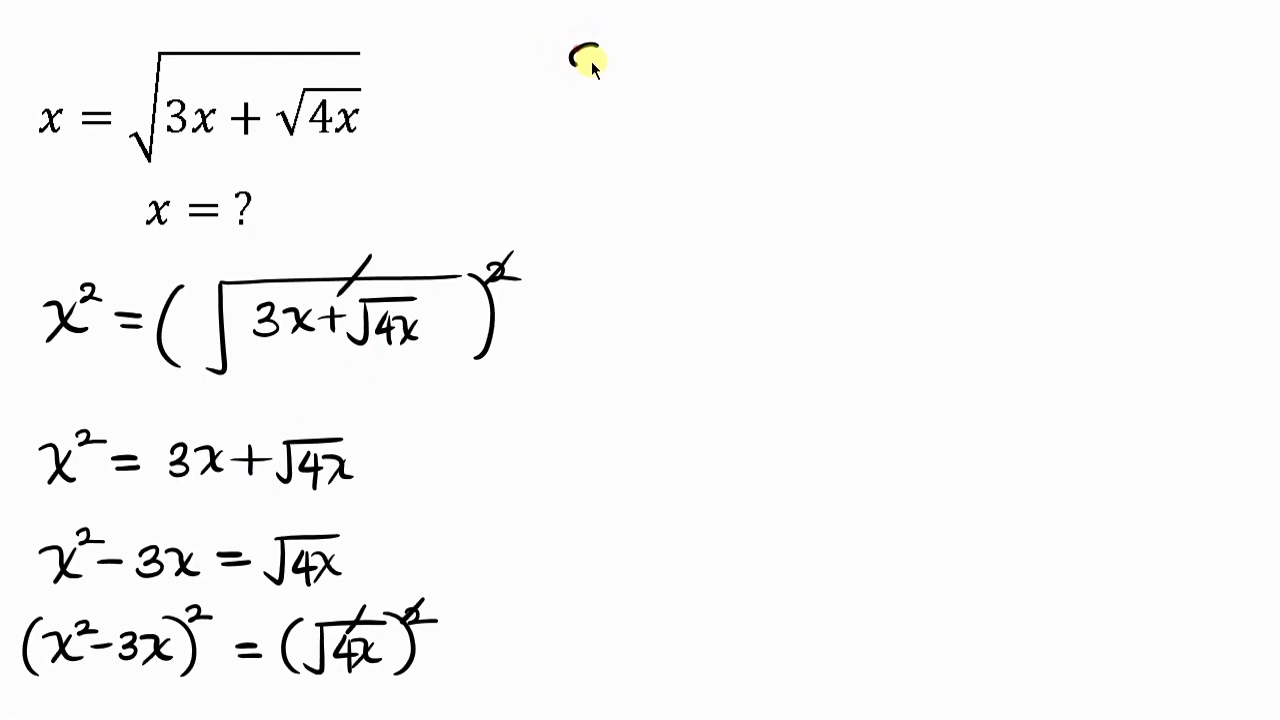 x = √(3x + √(4x))
x = ?
x² = (√(3x+√(4x)))²
x² = 3x+√(4x)
x² - 3x = √(4x)
(x² - 3x)² = (√(4x))²